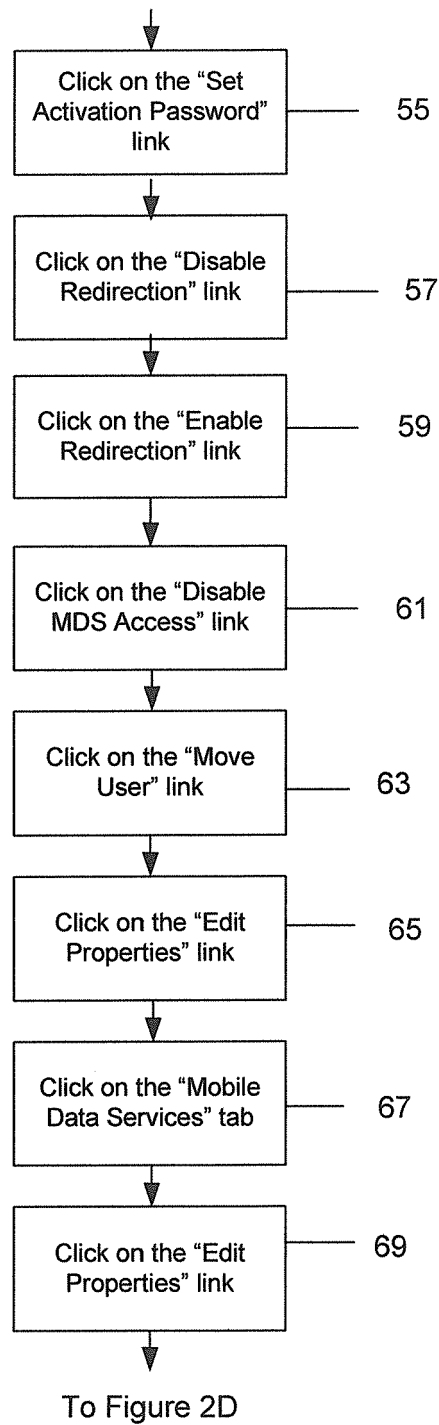 Click on the “Set
Activation Password”
link
55
Click on the “Disable
Redirection” link
57
Click on the “Enable
Redirection” link
59
Click on the “Disable
MDS Access” link
61
Click on the “Move
User” link
63
Click on the “Edit
Properties” link
65
Click on the “Mobile
Data Services” tab
67
Click on the “Edit
Properties” link
69
To Figure 2D